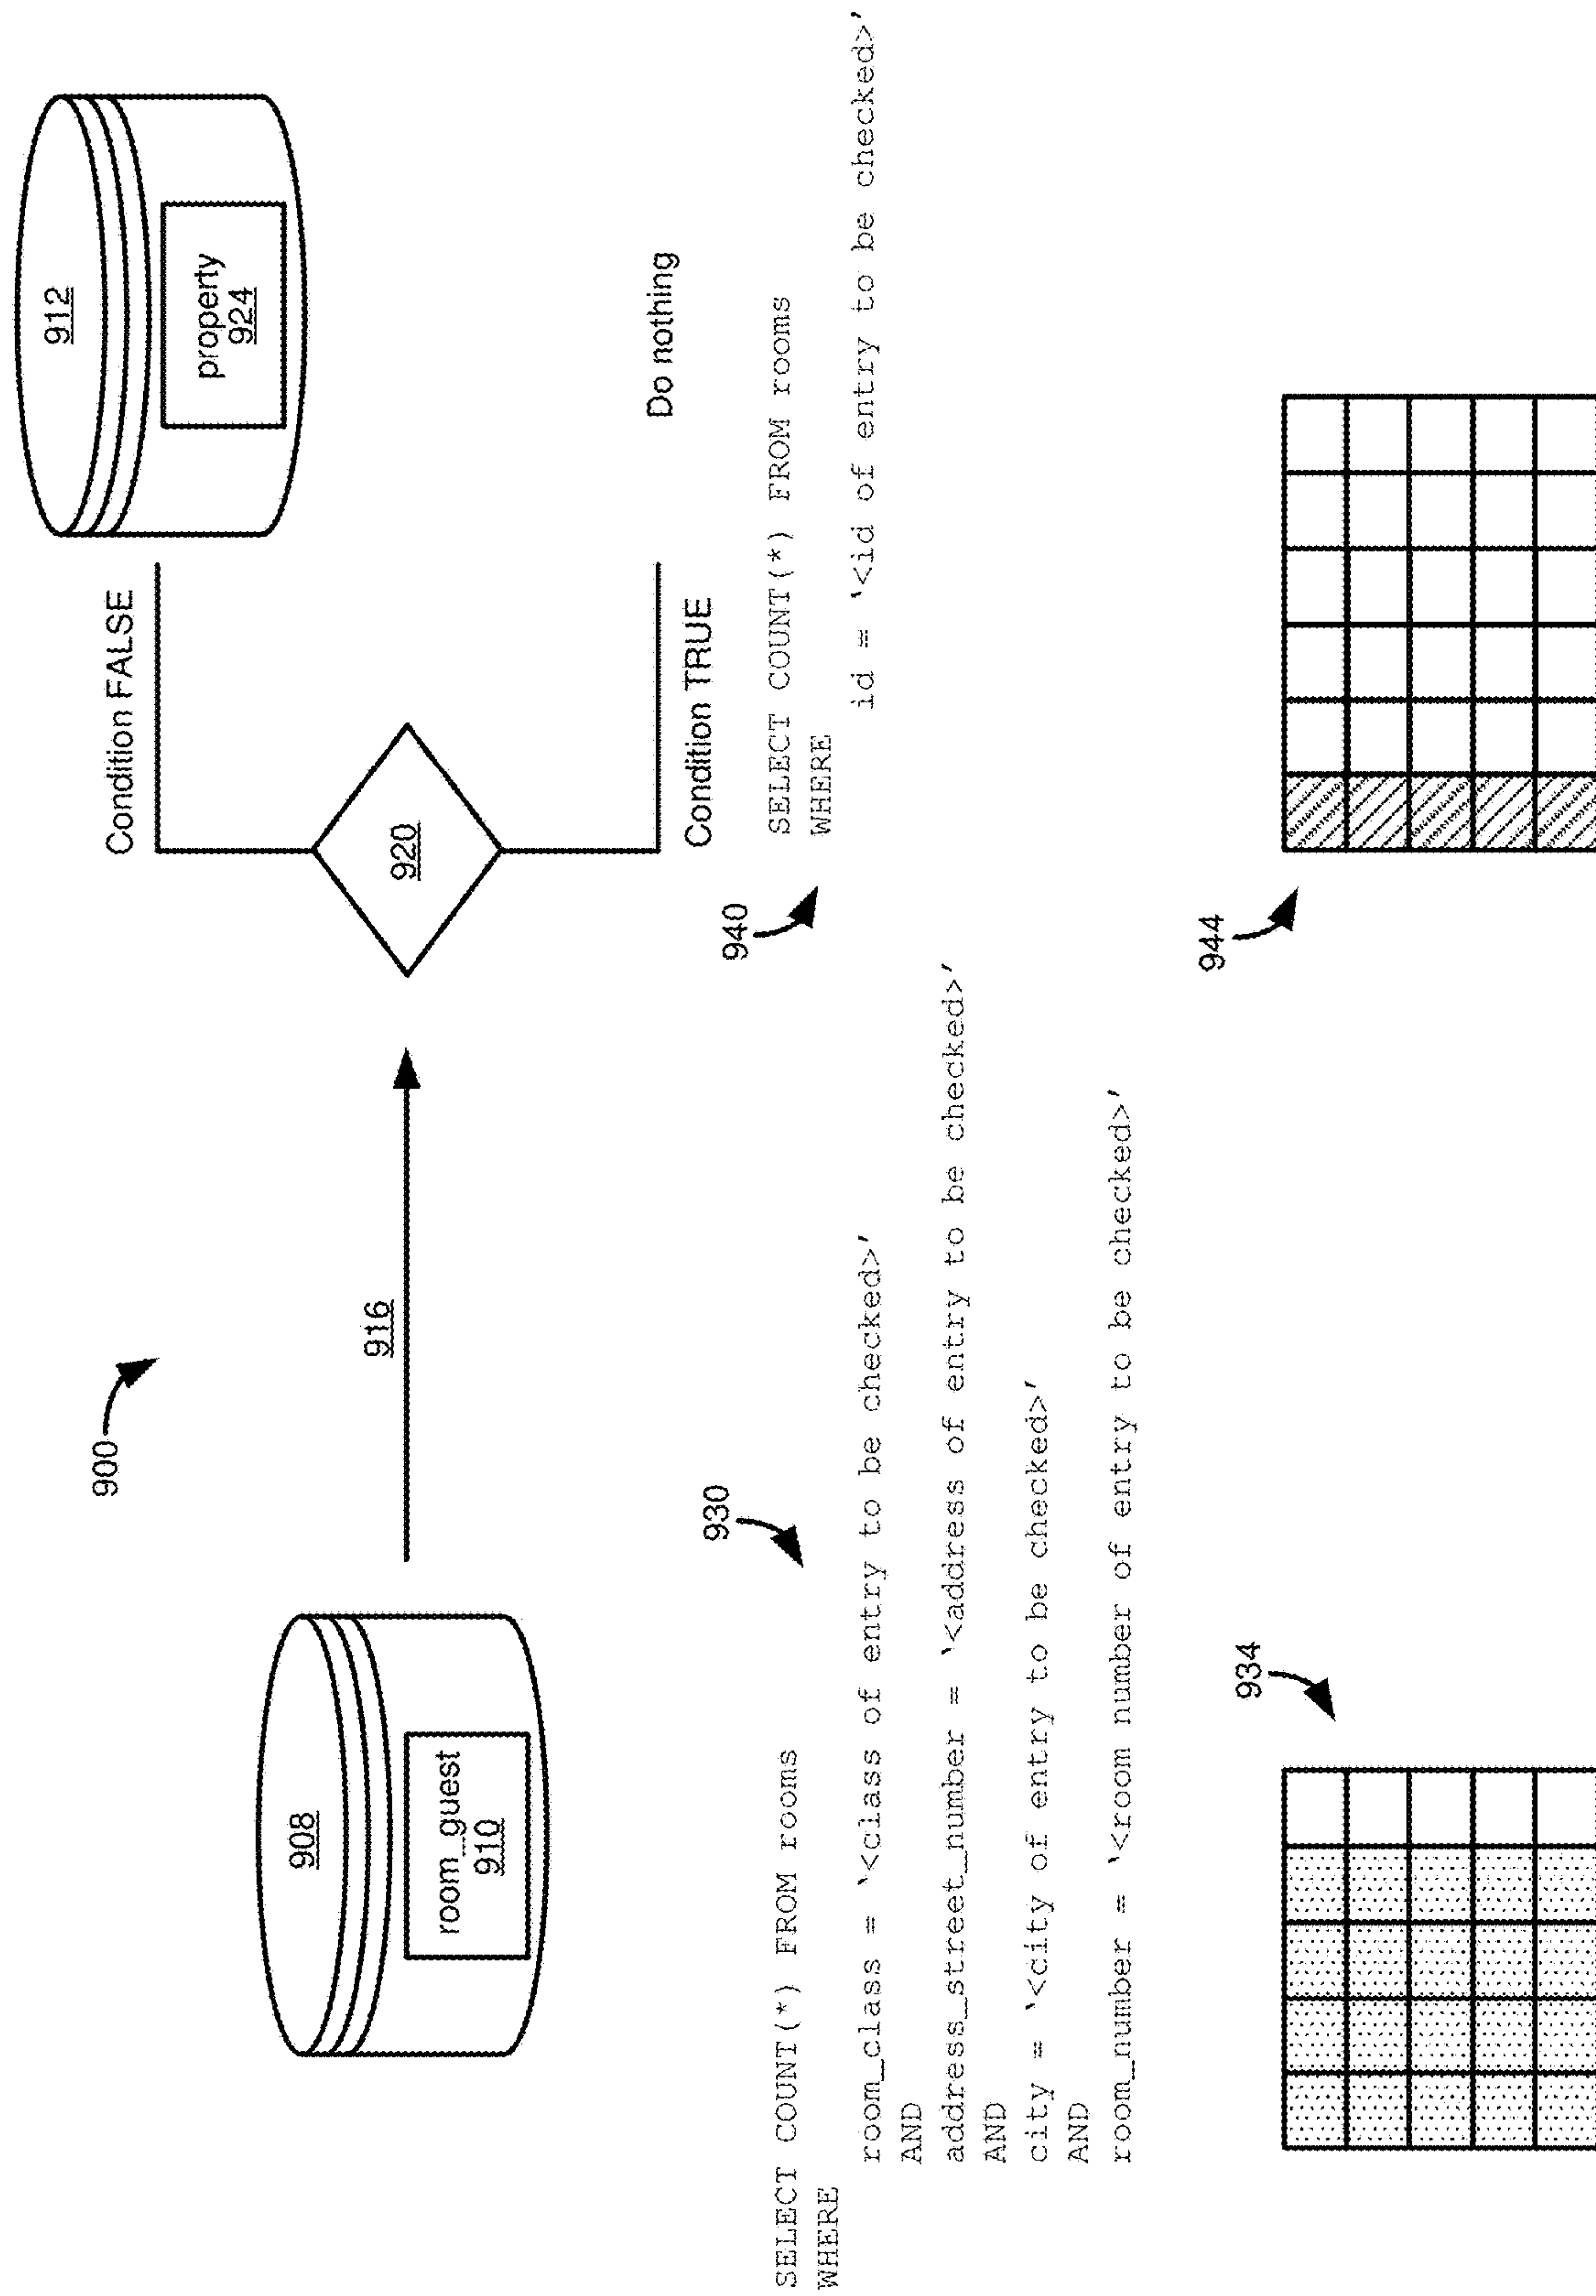 900
908
room_guest
910
916
920
Condition FALSE
Condition TRUE
912
property
924
Do nothing
930
SELECT COUNT(*) FROM rooms
WHERE
room_class = '<class of entry to be checked>'
AND
address_street_number = '<address of entry to be checked>'
AND
city = '<city of entry to be checked>'
AND
room_number = '<room number of entry to be checked>'
940
SELECT COUNT(*) FROM rooms
WHERE
id = '<id of entry to be checked>'
934
944